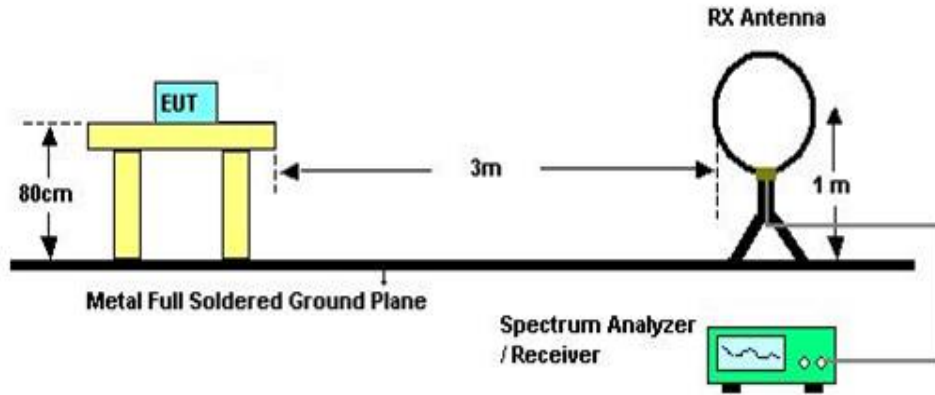 RX Antenna
EUT
3m
80cm
1 m
Metal Full Soldered Ground Plane
Spectrum Analyzer
/ Receiver